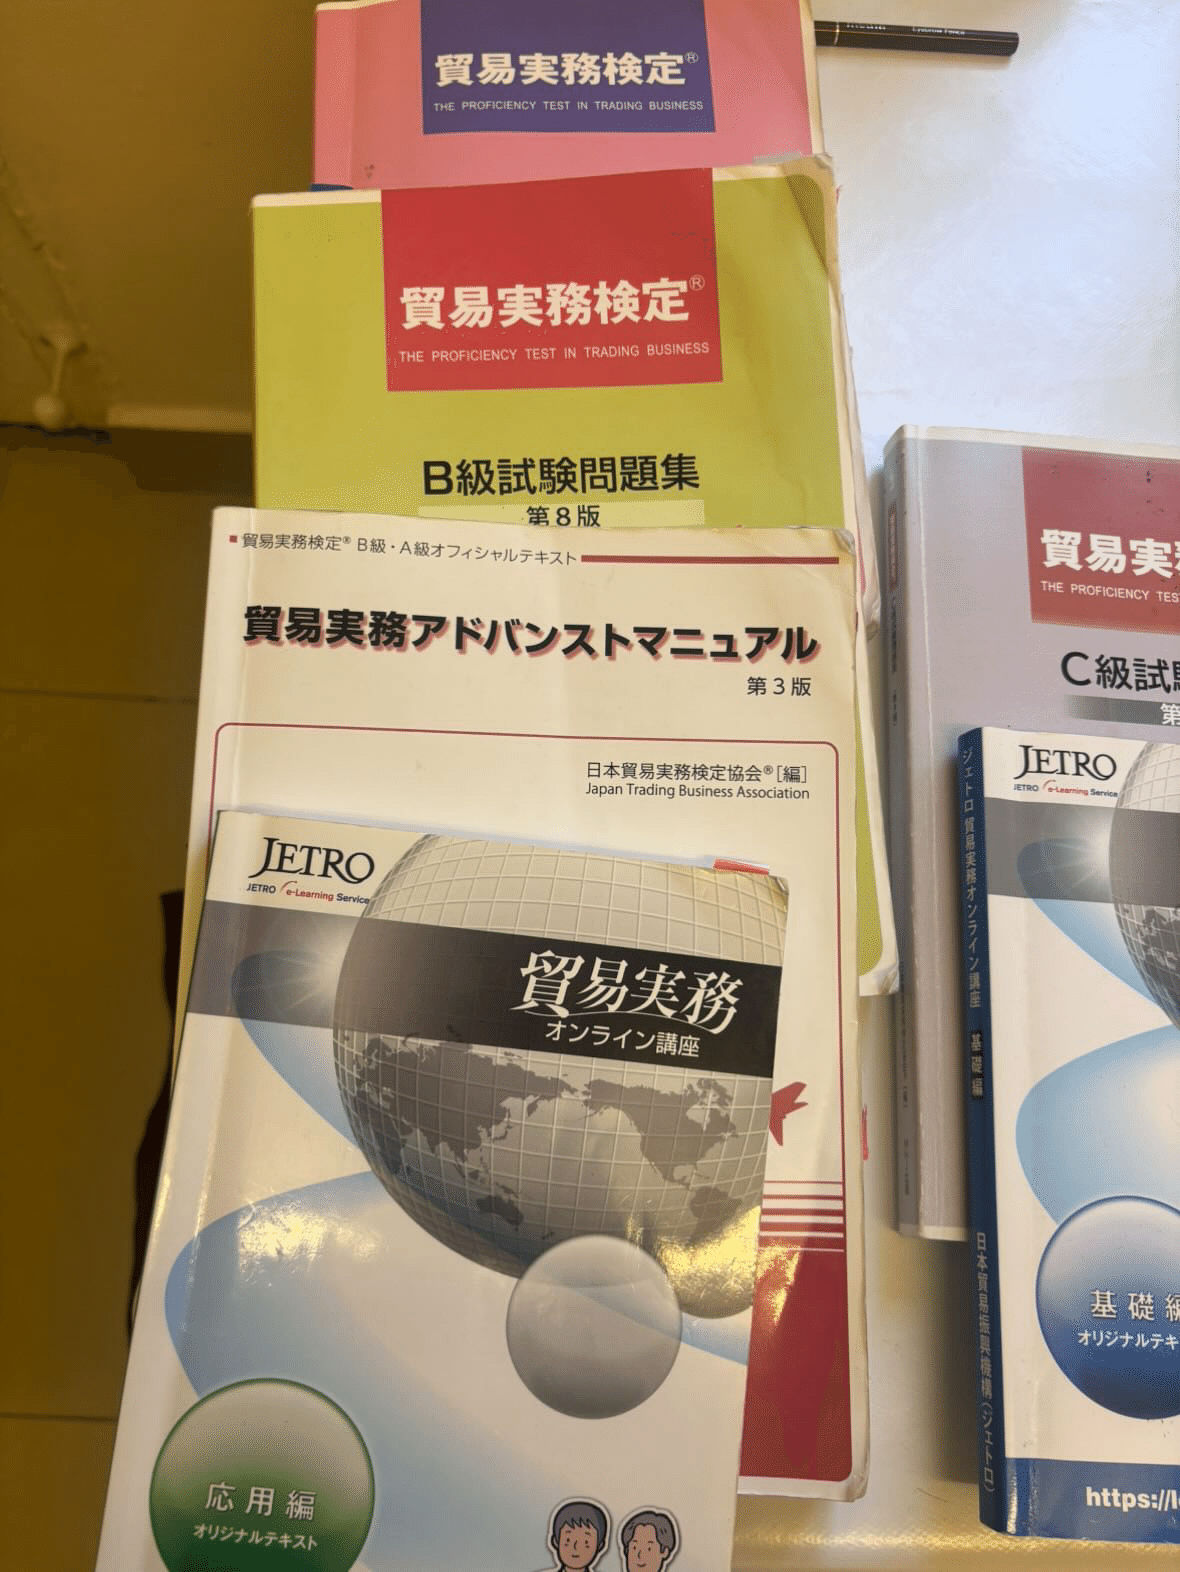 Eyebrow Pencil
貿易実務検定®
THE PROFICIENCY TEST IN TRADING BUSINESS
貿易実務検定®
THE PROFICIENCY TEST IN TRADING BUSINESS
B級試験問題集
第8版
貿易実務検定® B級・A級オフィシャルテキスト
貿易実務アドバンストマニュアル
第3版
日本貿易実務検定協会®[編]
Japan Trading Business Association
JETRO
JETRO e-Learning Service
貿易実務
オンライン講座
応用編
オリジナルテキスト
貿易実
THE PROFICIENCY TES
C級試
第
JETRO
JETRO e-Learning Service
ジェトロ 貿易実務オンライン講座 基礎編
日本貿易振興機構(ジェトロ)
基礎編
オリジナルテキ
https://